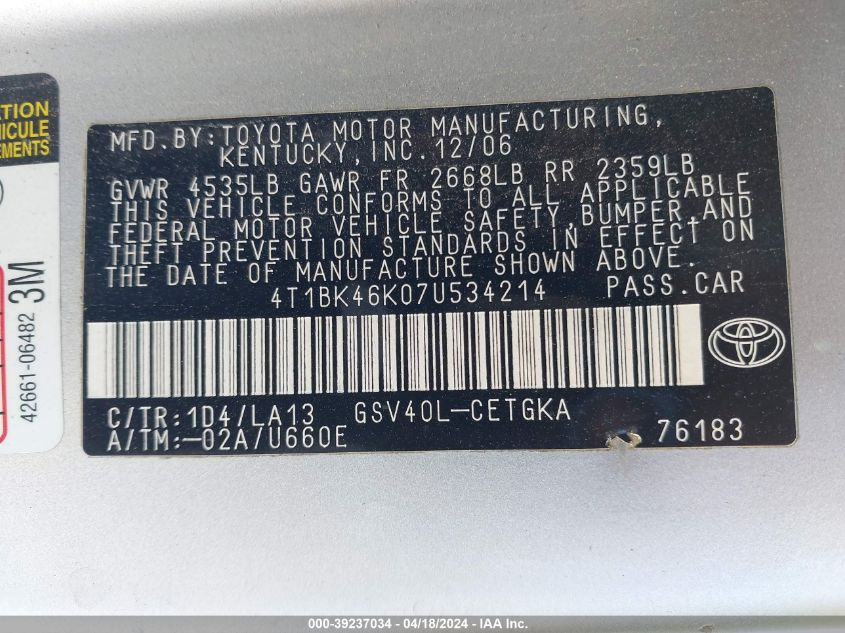 ATION
HICULE
EMENTS
42661-06482 3M
MFD.BY:TOYOTA MOTOR MANUFACTURING,
KENTUCKY,INC.12/06
GVWR 4535LB GAWR FR 2668LB RR 2359LB
THIS VEHICLE CONFORMS TO ALL APPLICABLE
FEDERAL MOTOR VEHICLE SAFETY,BUMPER,AND
THEFT PREVENTION STANDARDS IN EFFECT ON
THE DATE OF MANUFACTURE SHOWN ABOVE.
4T1BK46K07U534214 PASS.CAR
C/TR:1D4/LA13 GSV40L-CETGKA
A/TM:-02A/U660E 76183
000-39237034 - 04/18/2024 - IAA Inc.